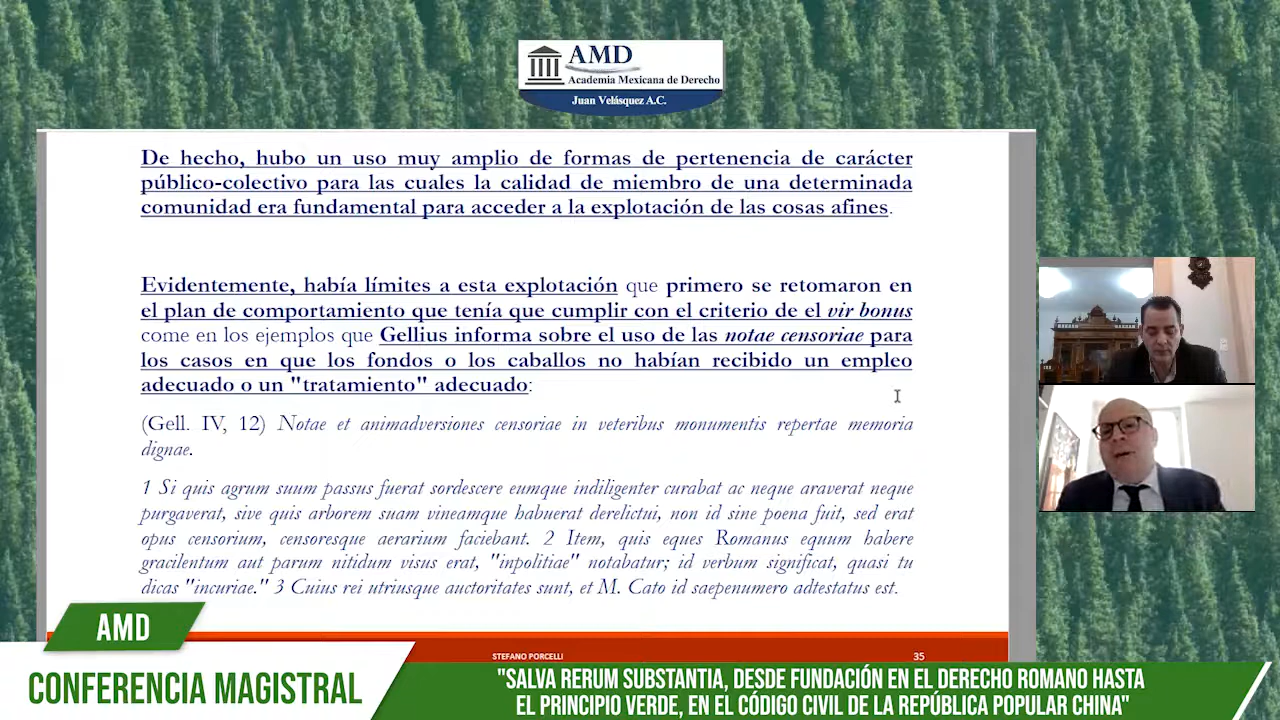 AMD
Academia Mexicana de Derecho
Juan Velásquez A.C.
De hecho, hubo un uso muy amplio de formas de pertenencia de carácter
público-colectivo para las cuales la calidad de miembro de una determinada
comunidad era fundamental para acceder a la explotación de las cosas afines.
Evidentemente, había límites a esta explotación que primero se retomaron en
el plan de comportamiento que tenía que cumplir con el criterio de el vir bonus
come en los ejemplos que Gellius informa sobre el uso de las notae censoriae para
los casos en que los fondos o los caballos no habían recibido un empleo
adecuado o un "tratamiento" adecuado:
(Gell. IV, 12) Notae et animadversiones censoriae in veteribus monumentis repertae memoria
dignae.
1 Si quis agrum suum passus fuerat sordescere eumque indiligenter curabat ac neque araverat neque
purgaverat, sive quis arborem suam vineamque habuerat derelictui, non id sine poena fuit, sed erat
opus censorium, censoresque aerarium faciebant. 2 Item, quis eques Romanus equum habere
gracilentum aut parum nitidum visus erat, "inpolitiae" notabatur; id verbum significat, quasi tu
dicas "incuriae." 3 Cuius rei utriusque auctoritates sunt, et M. Cato id saepenumero adtestatus est.
STEFANO PORCELLI
35
AMD
CONFERENCIA MAGISTRAL
"SALVA RERUM SUBSTANTIA, DESDE FUNDACIÓN EN EL DERECHO ROMANO HASTA
EL PRINCIPIO VERDE, EN EL CÓDIGO CIVIL DE LA REPÚBLICA POPULAR CHINA"